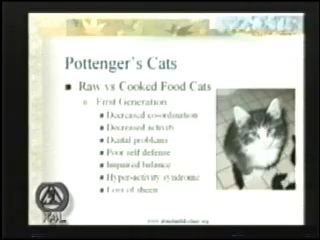 Pottenger's Cats
Raw vs Cooked Food Cats
First Generation
Decreased co-ordination
Decreased activity
Dental problems
Poor self defense
Impaired balance
Hyper-activity syndrome
Loss of sheen